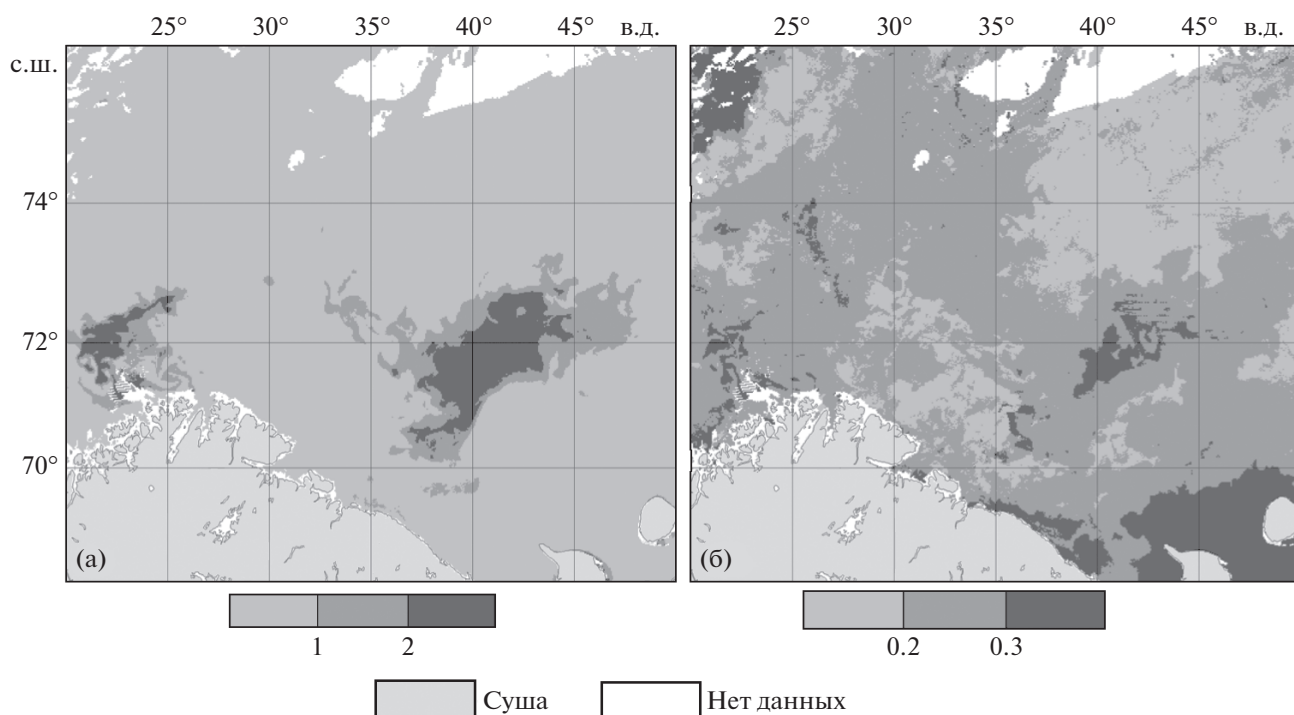 25° 30° 35° 40° 45° в.д. 25° 30° 35° 40° 45° в.д.
с.ш.
74°
72°
70°
(а) (б)
1 2 0.2 0.3
Суша Нет данных